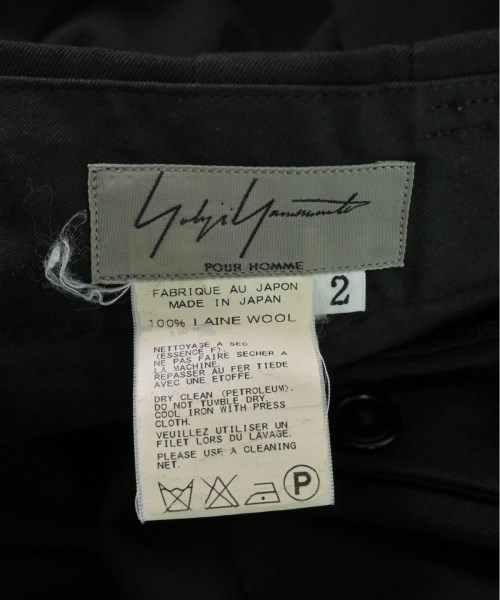 Yohji Yamamoto
POUR HOMME
2
FABRIQUE AU JAPON
MADE IN JAPAN
100% LAINE WOOL
NETTOYAGE A SEC
(ESSENCE F).
NE PAS FAIRE SECHER A
LA MACHINE.
REPASSER AU FER TIEDE
AVEC UNE ETOFFE.
DRY CLEAN (PETROLEUM).
DO NOT TUMBLE DRY.
COOL IRON WITH PRESS
CLOTH.
VEUILLEZ UTILISER UN
FILET LORS DU LAVAGE.
PLEASE USE A CLEANING
NET.
P